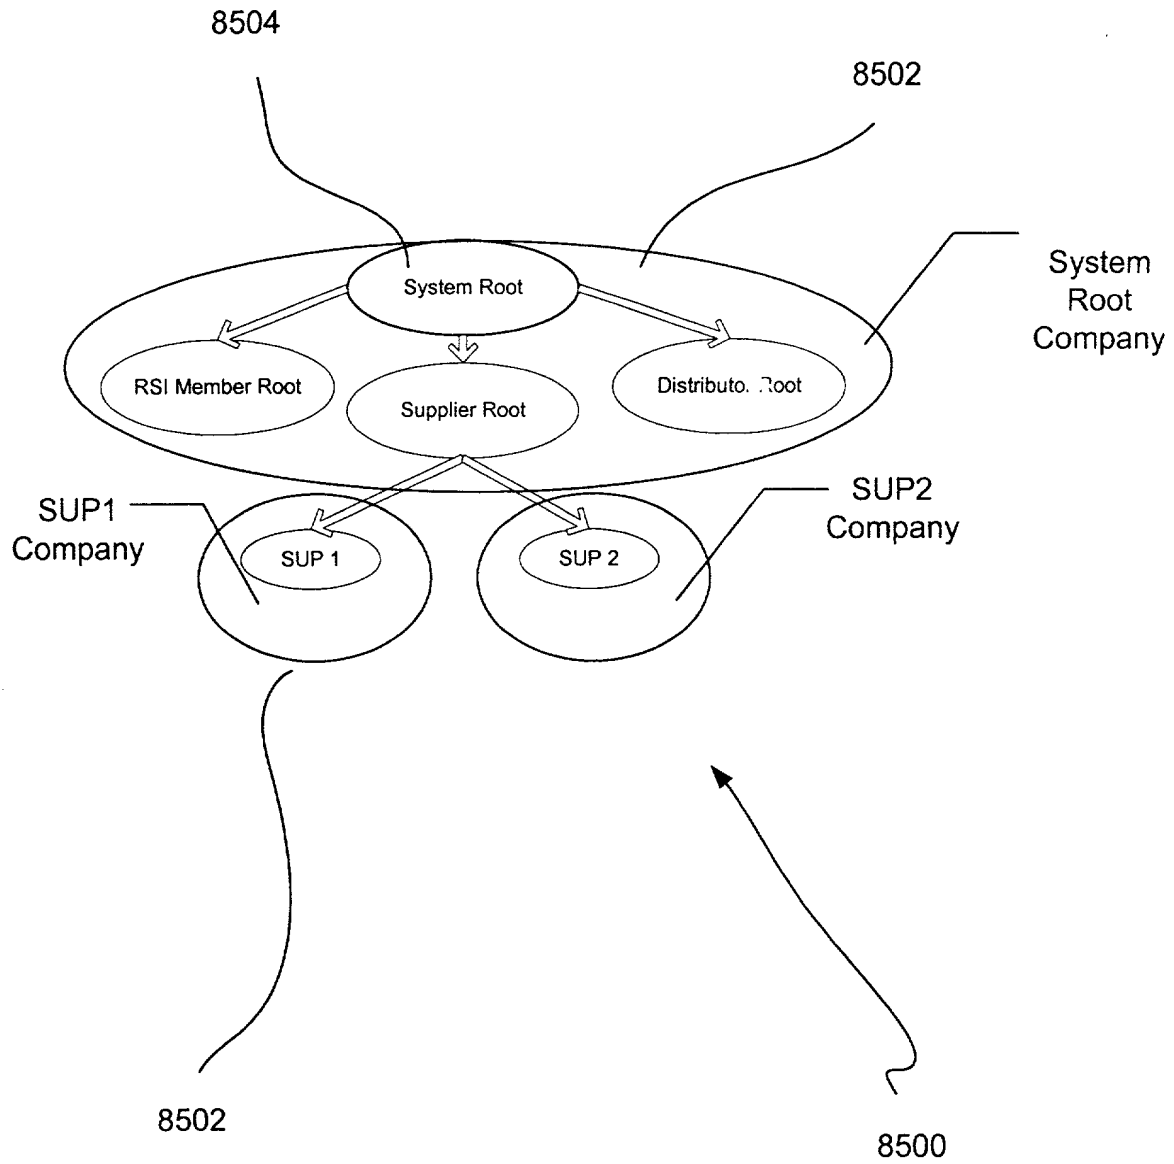 8504
8502
System Root
System
Root
Company
RSI Member Root
Supplier Root
Root
SUP1
Company
SUP2
Company
SUP 1
SUP 2
8502
8500